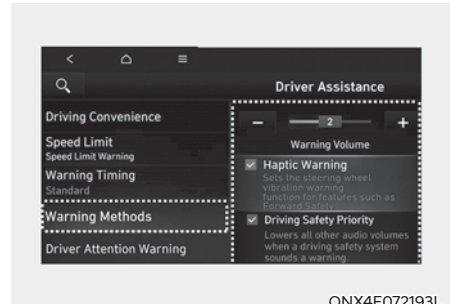 Driver Assistance
Driving Convenience
Speed Limit
Speed Limit Warning
Warning Timing
Standard
Warning Methods
Driver Attention Warning
2
Warning Volume
Haptic Warning
Sets the steering wheel
vibration warning
function for features such as
Forward Safety
Driving Safety Priority
Lowers all other audio volumes
when a driving safety system
sounds a warning.
ONX4E072193L